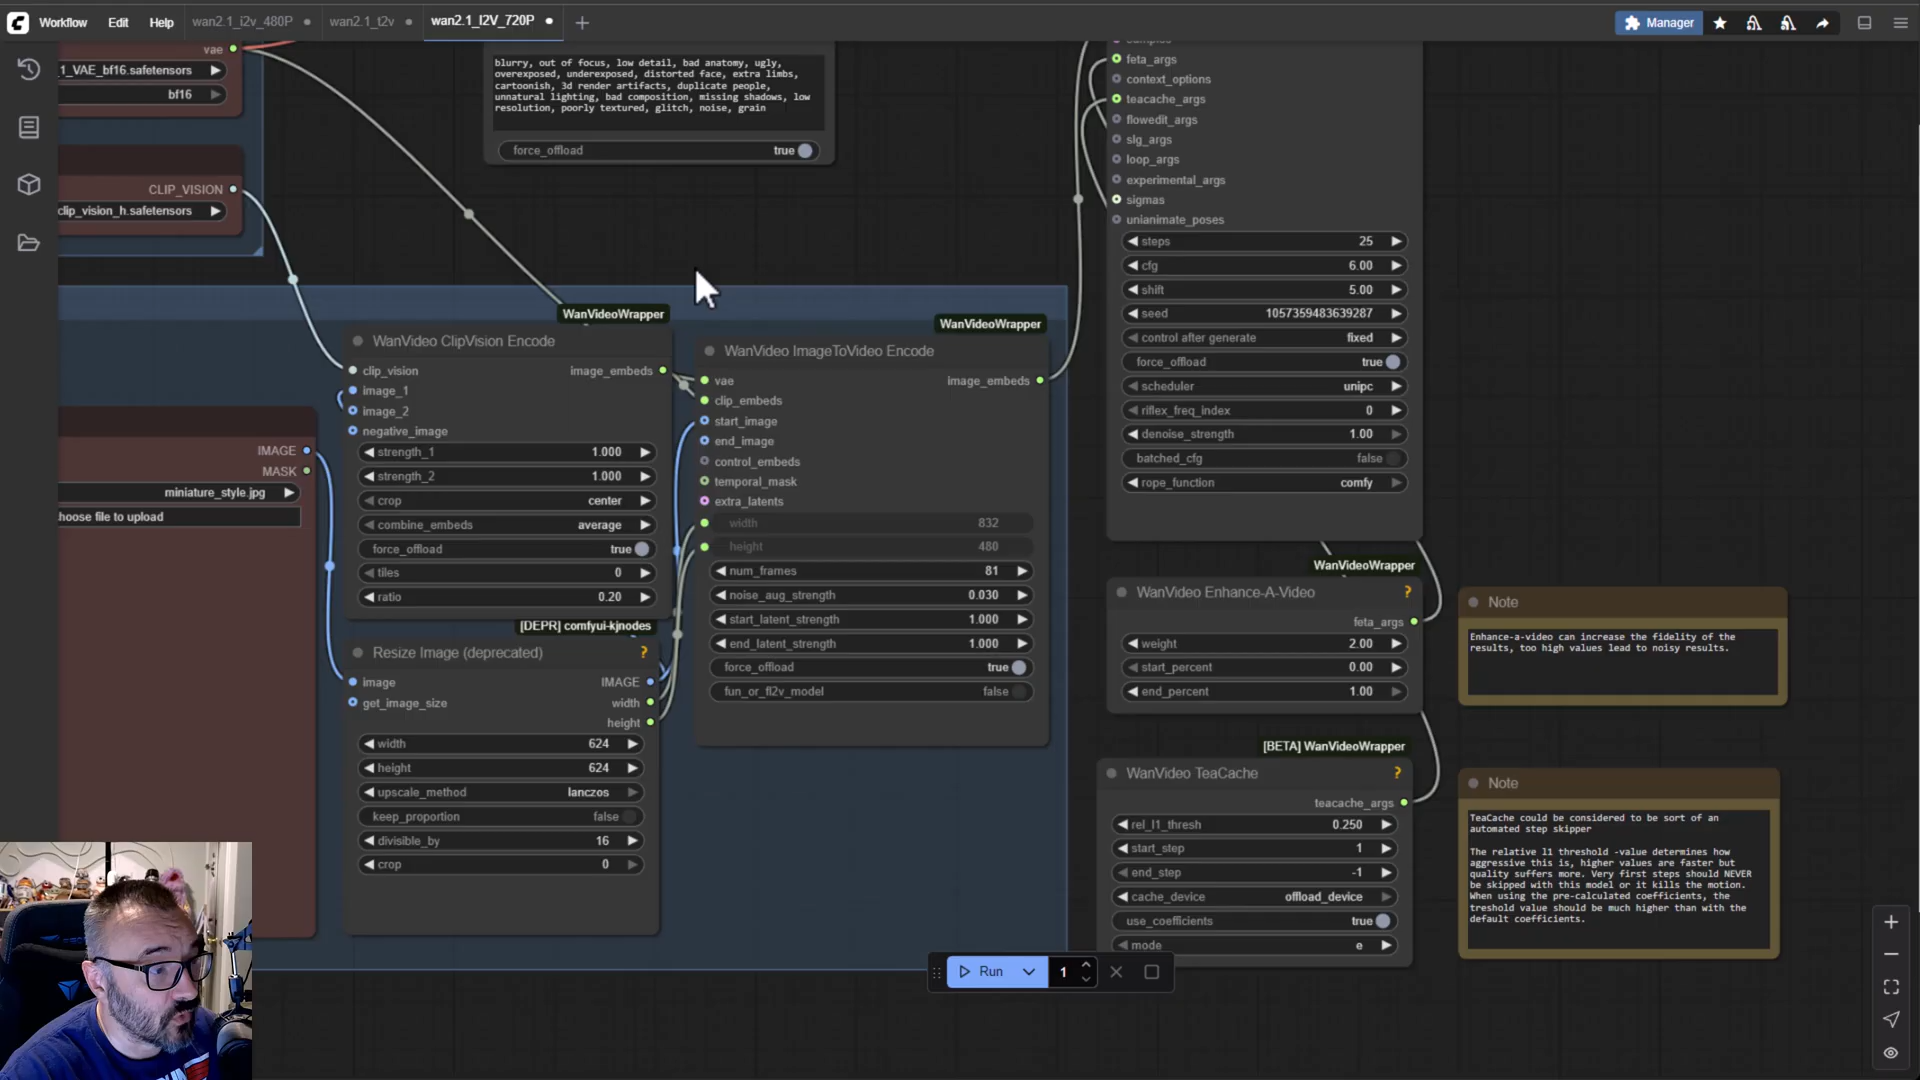 Workflow
Edit
Help
wan2.1_i2v_480P
wan2.1_t2v
wan2.1_I2V_720P
Manager
vae
_1_VAE_bf16.safetensors
bf16
CLIP_VISION
clip_vision_h.safetensors
blurry, out of focus, low detail, bad anatomy, ugly,
overexposed, underexposed, distorted face, extra limbs,
cartoonish, 3d render artifacts, duplicate people,
unnatural lighting, bad composition, missing shadows, low
resolution, poorly textured, glitch, noise, grain
force_offload true
IMAGE
MASK
miniature_style.jpg
hoose file to upload
WanVideoWrapper
WanVideo ClipVision Encode
clip_vision image_embeds
image_1
image_2
negative_image
strength_1 1.000
strength_2 1.000
crop center
combine_embeds average
force_offload true
tiles 0
ratio 0.20
[DEPR] comfyui-kjnodes
Resize Image (deprecated) ?
image IMAGE
get_image_size width
height
width 624
height 624
upscale_method lanczos
keep_proportion false
divisible_by 16
crop 0
WanVideoWrapper
WanVideo ImageToVideo Encode
vae image_embeds
clip_embeds
start_image
end_image
control_embeds
temporal_mask
extra_latents
width 832
height 480
num_frames 81
noise_aug_strength 0.030
start_latent_strength 1.000
end_latent_strength 1.000
force_offload true
fun_or_fl2v_model false
feta_args
context_options
teacache_args
flowedit_args
slg_args
loop_args
experimental_args
sigmas
unianimate_poses
steps 25
cfg 6.00
shift 5.00
seed 1057359483639287
control after generate fixed
force_offload true
scheduler unipc
riflex_freq_index 0
denoise_strength 1.00
batched_cfg false
rope_function comfy
WanVideoWrapper
WanVideo Enhance-A-Video ?
feta_args
weight 2.00
start_percent 0.00
end_percent 1.00
Note
Enhance-a-video can increase the fidelity of the
results, too high values lead to noisy results.
[BETA] WanVideoWrapper
WanVideo TeaCache ?
teacache_args
rel_l1_thresh 0.250
start_step 1
end_step -1
cache_device offload_device
use_coefficients true
mode e
Note
TeaCache could be considered to be sort of an
automated step skipper
The relative l1 threshold -value determines how
aggressive this is, higher values are faster but
quality suffers more. Very first steps should NEVER
be skipped with this model or it kills the motion.
When using the pre-calculated coefficients, the
treshold value should be much higher than with the
default coefficients.
Run
1